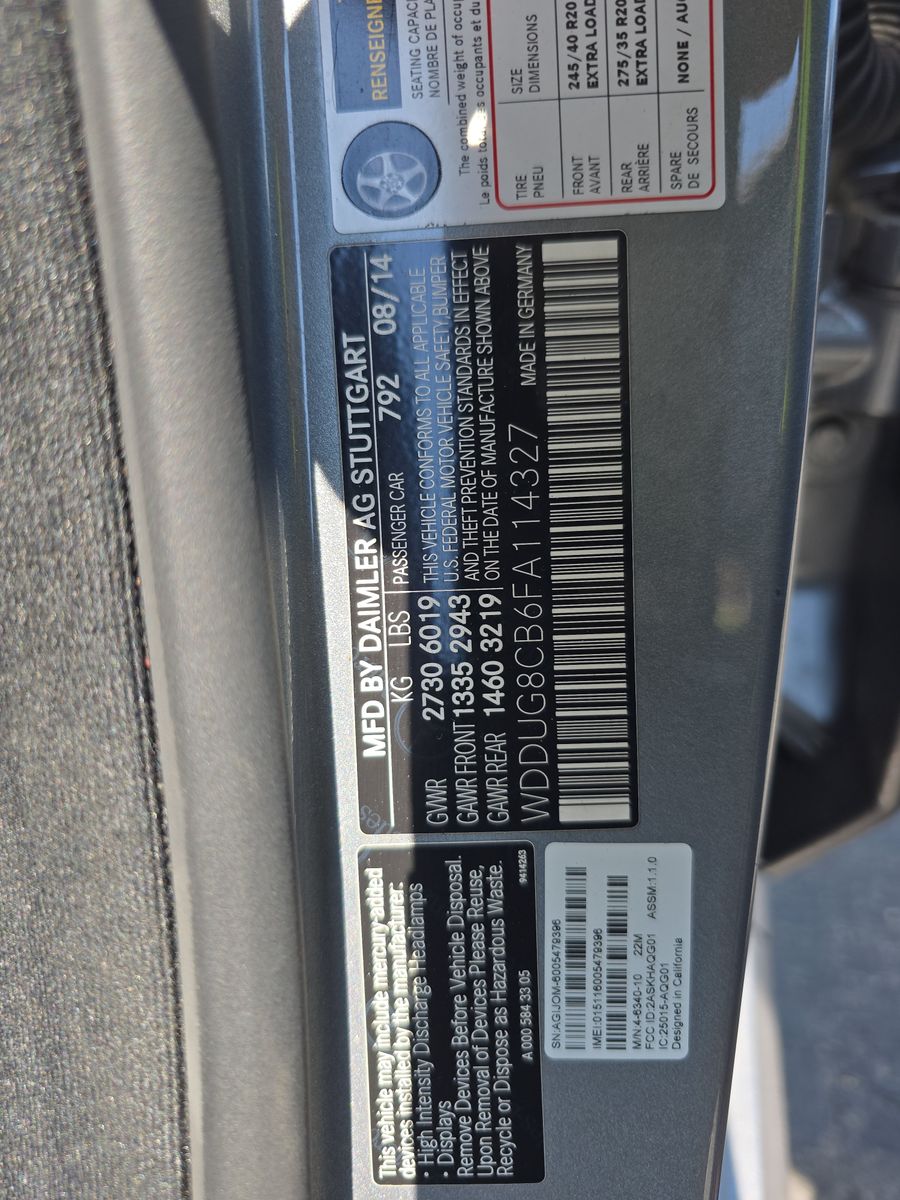 MFD BY DAIMLER AG STUTTGART
KG LBS PASSENGER CAR 792 08/14
GVWR 2730 6019 THIS VEHICLE CONFORMS TO ALL APPLICABLE
GAWR FRONT 1335 2943 U.S. FEDERAL MOTOR VEHICLE SAFETY, BUMPER
GAWR REAR 1460 3219 AND THEFT PREVENTION STANDARDS IN EFFECT
ON THE DATE OF MANUFACTURE SHOWN ABOVE
WDDUG8CB6FA114327 MADE IN GERMANY
This vehicle may include mercury-added
devices installed by the manufacturer:
· High Intensity Discharge Headlamps
· Displays
Remove Devices Before Vehicle Disposal.
Upon Removal of Devices Please Reuse,
Recycle or Dispose as Hazardous Waste.
A 000 584 33 05 9414263
SN:AGIJOM-6005479396
IMEI:015116005479396
M/N:4-6340-10 22M
FCC ID:2ASKHAQG01 ASSM:1.1.0
IC:25015-AQG01
Designed in California
SEATING CAPAC
NOMBRE DE PLA
The combined weight of occup
Le poids occupants et du
TIRE SIZE
PNEU DIMENSIONS
FRONT 245/40 R20
AVANT EXTRA LOAD
REAR 275/35 R20
ARRIÈRE EXTRA LOAD
SPARE NONE / AUC
DE SECOURS